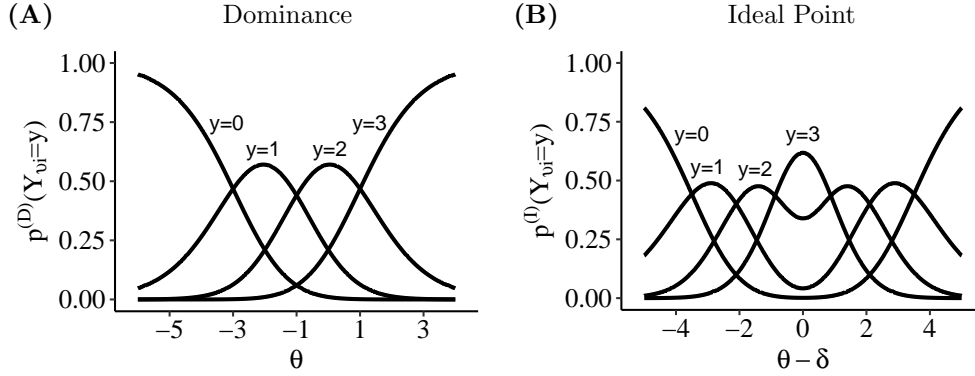 (A) Dominance
1.00
0.75
0.50
0.25
0.00
p(D)(Yυi=y)
y=0
y=1
y=2
y=3
−5 −3 −1 1 3
θ
(B) Ideal Point
1.00
0.75
0.50
0.25
0.00
p(I)(Yυi=y)
y=0
y=1
y=2
y=3
−4 −2 0 2 4
θ − δ